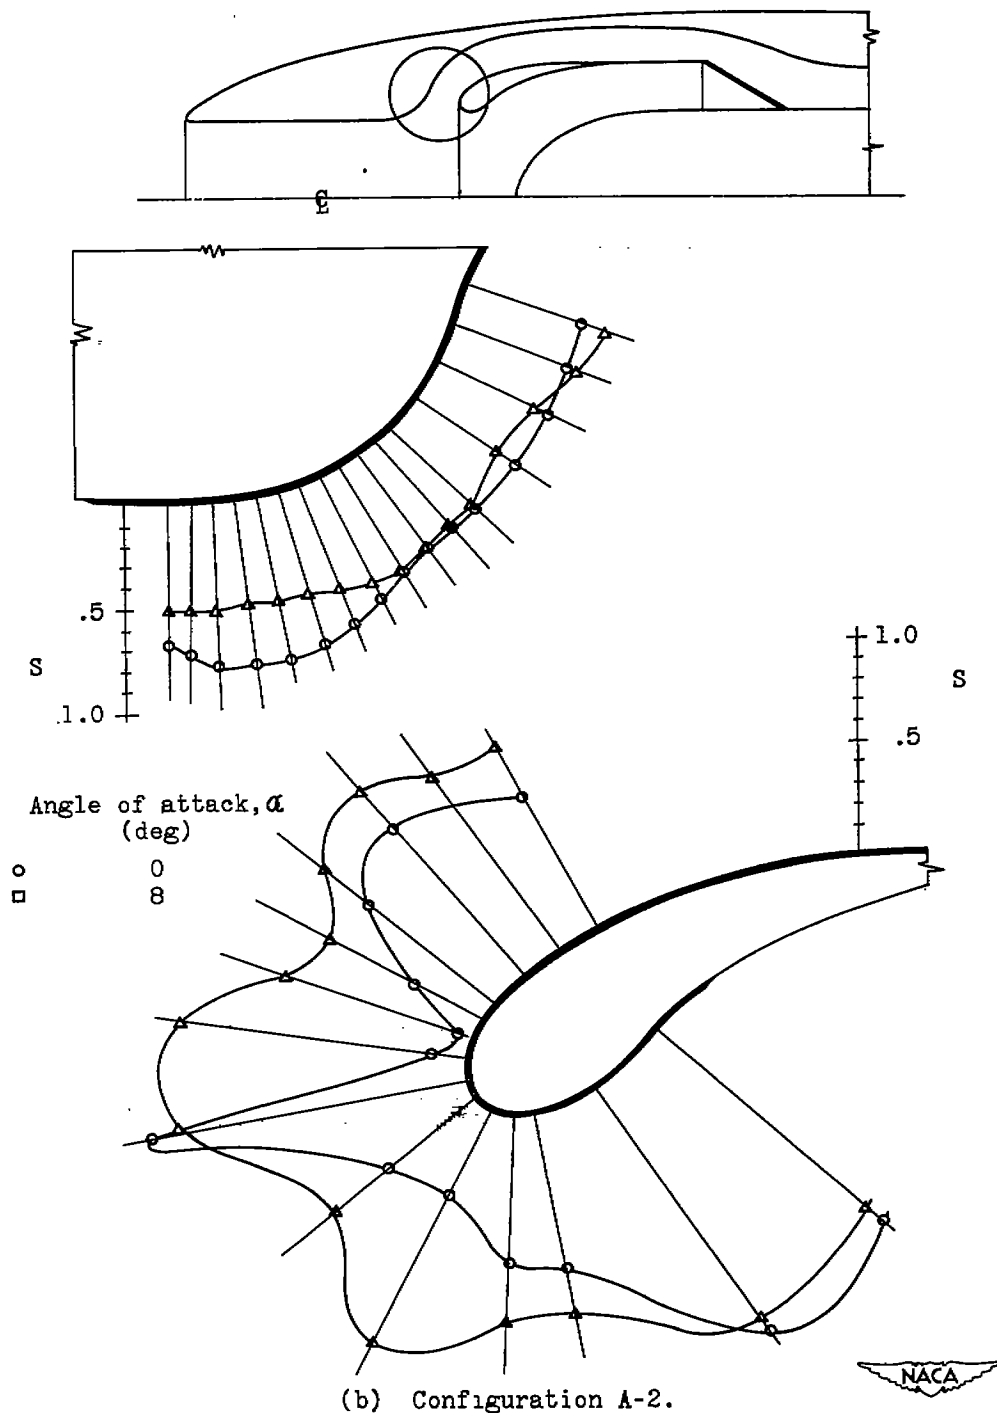 ℄
.5
S
1.0
1.0
S
.5
Angle of attack, α
(deg)
0
8
NACA
(b) Configuration A-2.